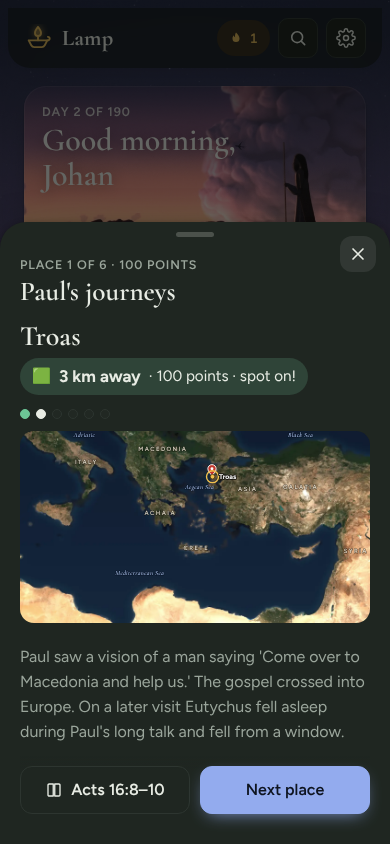 Lamp
1
DAY 2 OF 190
Good morning,
Johan
PLACE 1 OF 6 · 100 POINTS
Paul's journeys
Troas
3 km away · 100 points · spot on!
Adriatic
Black Sea
MACEDONIA
ITALY
Troas
Aegean Sea
ASIA
GALATIA
ACHAIA
CRETE
SYRIA
Mediterranean Sea
Paul saw a vision of a man saying 'Come over to
Macedonia and help us.' The gospel crossed into
Europe. On a later visit Eutychus fell asleep
during Paul's long talk and fell from a window.
Acts 16:8–10
Next place